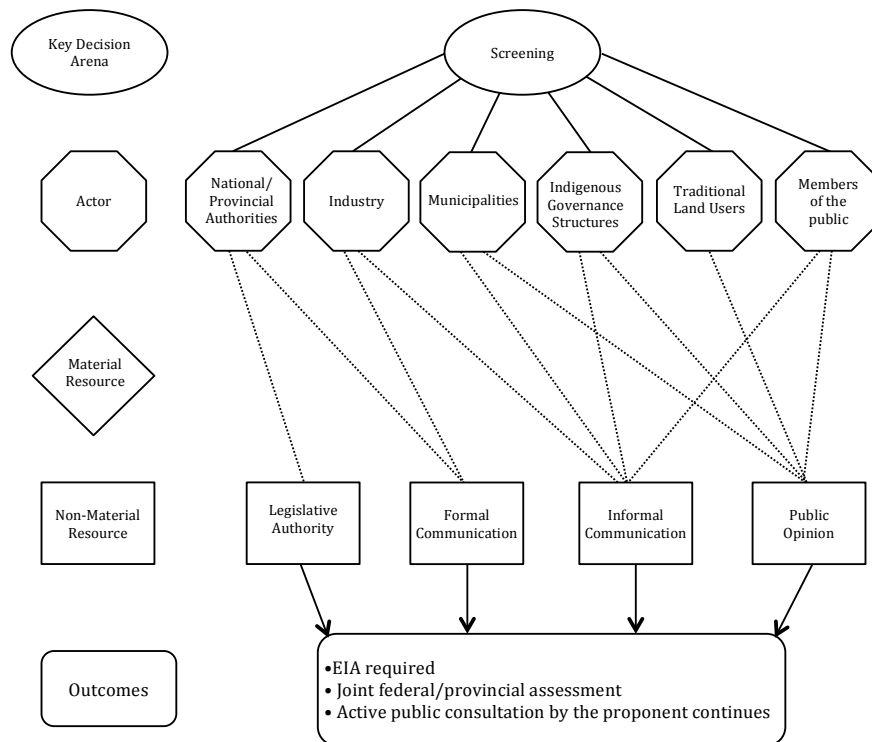 Key Decision
Arena
Screening
Actor
National/
Provincial
Authorities
Industry
Municipalities
Indigenous
Governance
Structures
Traditional
Land Users
Members
of the
public
Material
Resource
Non-Material
Resource
Legislative
Authority
Formal
Communication
Informal
Communication
Public
Opinion
Outcomes
•EIA required
• Joint federal/provincial assessment
• Active public consultation by the proponent continues